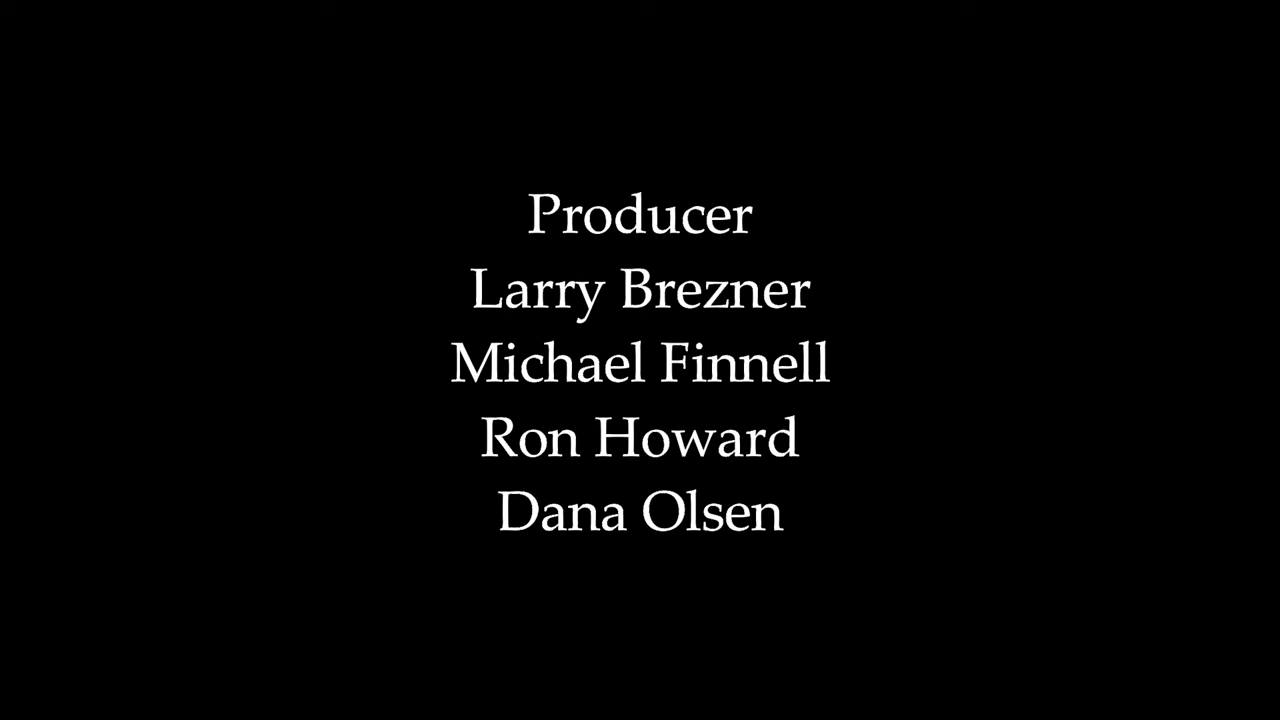 Producer
Larry Brezner
Michael Finnell
Ron Howard
Dana Olsen